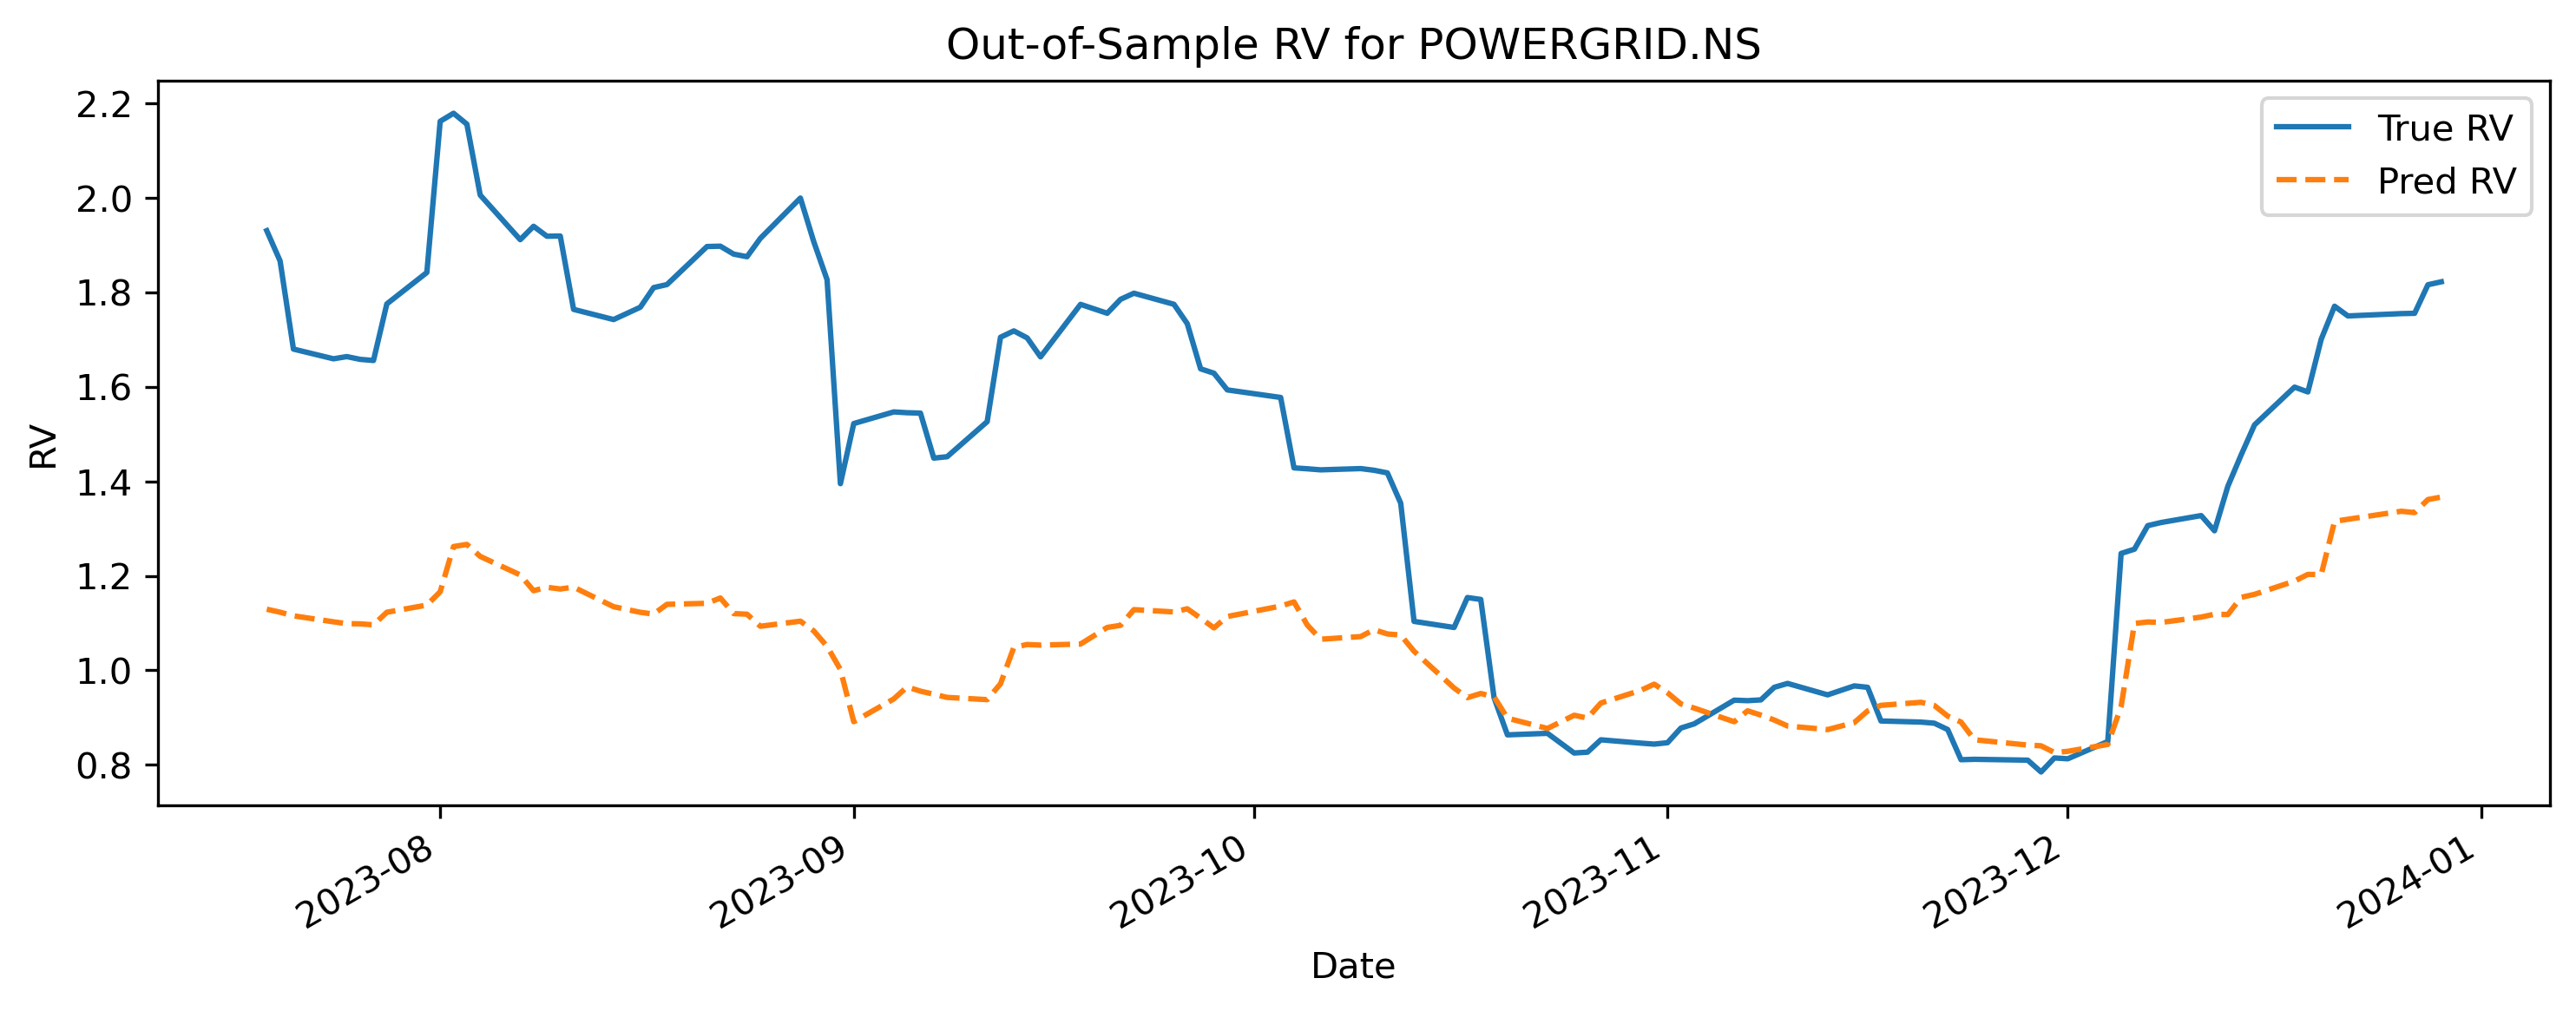 Out-of-Sample RV for POWERGRID.NS
True RV
Pred RV
RV
2.2
2.0
1.8
1.6
1.4
1.2
1.0
0.8
2023-08
2023-09
2023-10
2023-11
2023-12
2024-01
Date